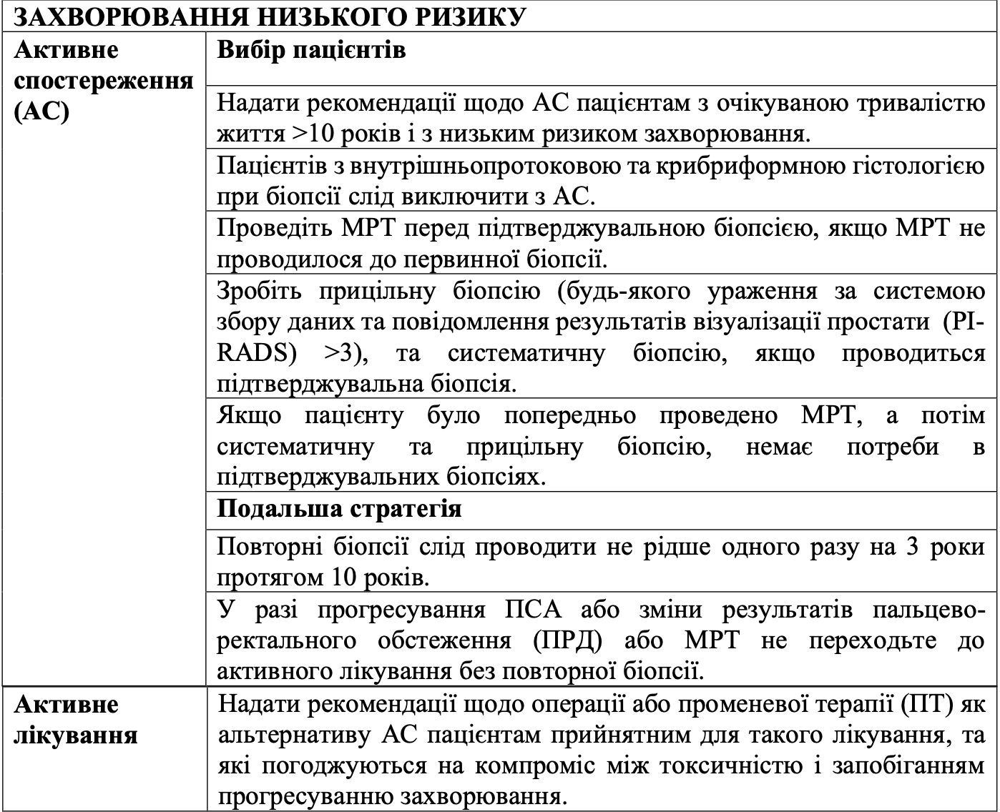 ЗАХВОРЮВАННЯ НИЗЬКОГО РИЗИКУ
Активне
спостереження
(АС)
Вибір пацієнтів
Надати рекомендації щодо АС пацієнтам з очікуваною тривалістю
життя >10 років і з низьким ризиком захворювання.
Пацієнтів з внутрішньопротоковою та крибриформною гістологією
при біопсії слід виключити з АС.
Проведіть МРТ перед підтверджувальною біопсією, якщо МРТ не
проводилося до первинної біопсії.
Зробіть прицільну біопсію (будь-якого ураження за системою
збору даних та повідомлення результатів візуалізації простати (PI-
RADS) >3), та систематичну біопсію, якщо проводиться
підтверджувальна біопсія.
Якщо пацієнту було попередньо проведено МРТ, а потім
систематичну та прицільну біопсію, немає потреби в
підтверджувальних біопсіях.
Подальша стратегія
Повторні біопсії слід проводити не рідше одного разу на 3 роки
протягом 10 років.
У разі прогресування ПСА або зміни результатів пальцево-
ректального обстеження (ПРД) або МРТ не переходьте до
активного лікування без повторної біопсії.
Активне
лікування
Надати рекомендації щодо операції або променевої терапії (ПТ) як
альтернативу АС пацієнтам прийнятним для такого лікування, та
які погоджуються на компроміс між токсичністю і запобіганням
прогресуванню захворювання.